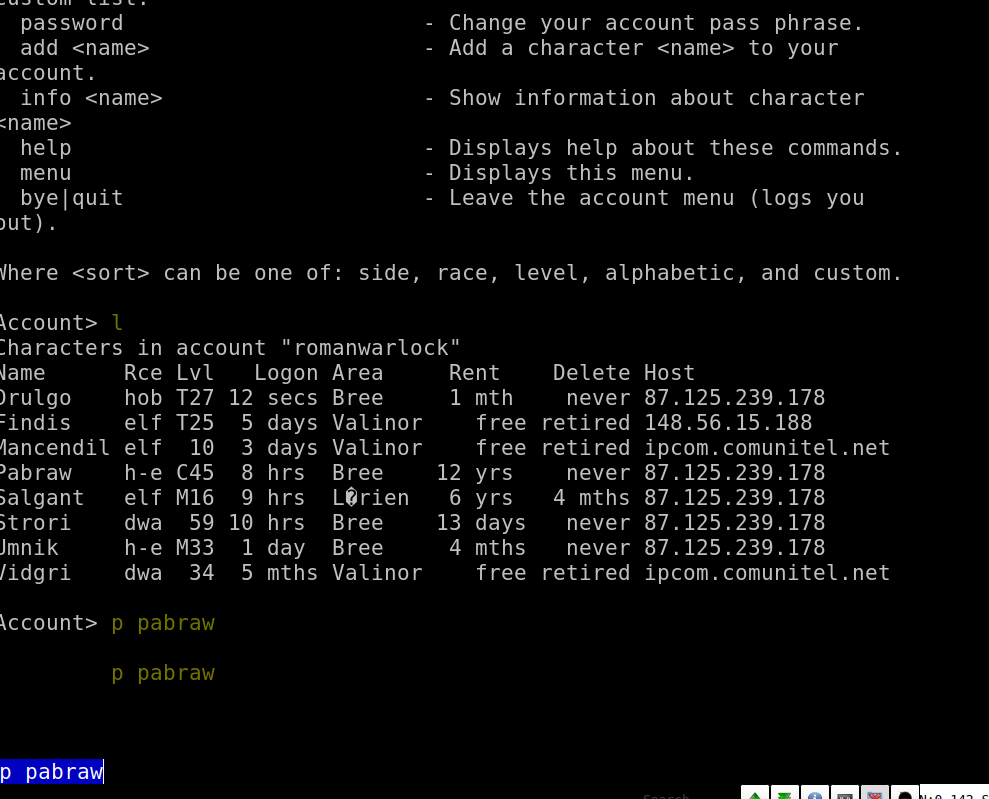 custom list.
password - Change your account pass phrase.
add <name> - Add a character <name> to your
account.
info <name> - Show information about character
<name>
help - Displays help about these commands.
menu - Displays this menu.
bye|quit - Leave the account menu (logs you
out).
Where <sort> can be one of: side, race, level, alphabetic, and custom.
Account> l
Characters in account "romanwarlock"
Name Rce Lvl Logon Area Rent Delete Host
Drulgo hob T27 12 secs Bree 1 mth never 87.125.239.178
Findis elf T25 5 days Valinor free retired 148.56.15.188
Mancendil elf 10 3 days Valinor free retired ipcom.comunitel.net
Pabraw h-e C45 8 hrs Bree 12 yrs never 87.125.239.178
Salgant elf M16 9 hrs L�rien 6 yrs 4 mths 87.125.239.178
Strori dwa 59 10 hrs Bree 13 days never 87.125.239.178
Umnik h-e M33 1 day Bree 4 mths never 87.125.239.178
Vidgri dwa 34 5 mths Valinor free retired ipcom.comunitel.net
Account> p pabraw
p pabraw
p pabraw
Search